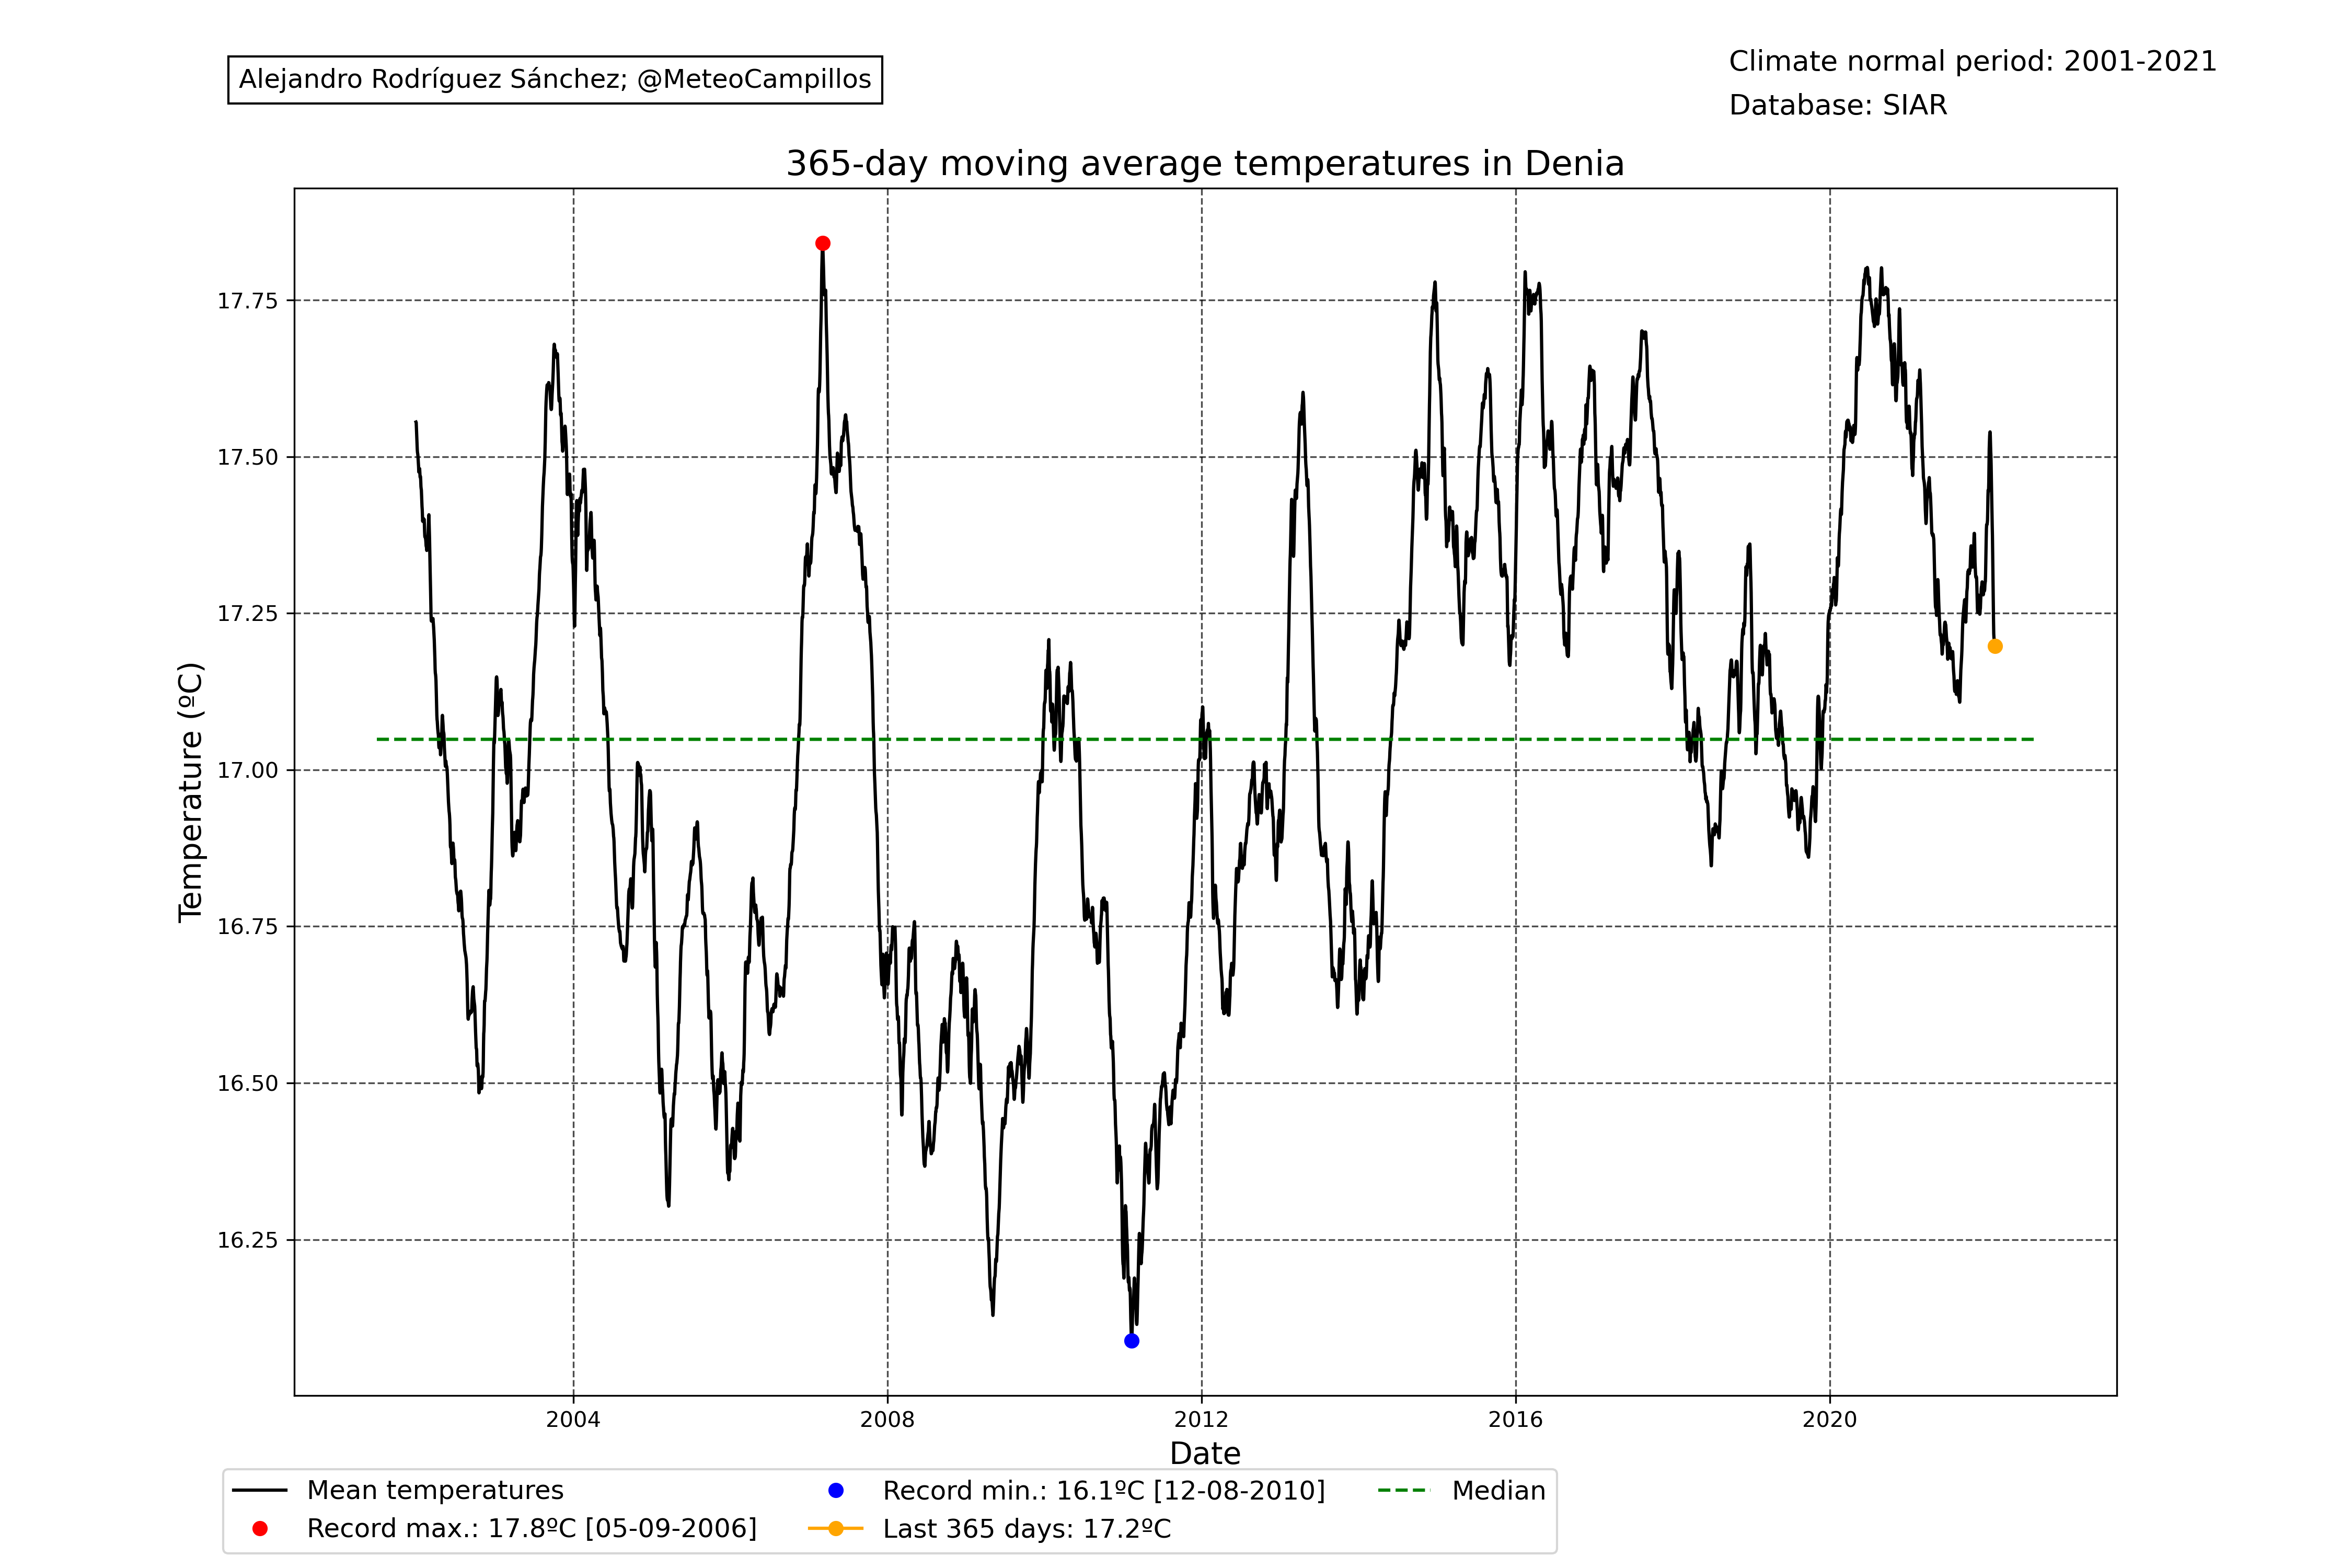 Alejandro Rodríguez Sánchez; @MeteoCampillos
Climate normal period: 2001-2021
Database: SIAR
365-day moving average temperatures in Denia
17.75
17.50
17.25
17.00
16.75
16.50
16.25
Temperature (ºC)
2004
2008
2012
2016
2020
Date
Mean temperatures
Record max.: 17.8ºC [05-09-2006]
Record min.: 16.1ºC [12-08-2010]
Last 365 days: 17.2ºC
Median